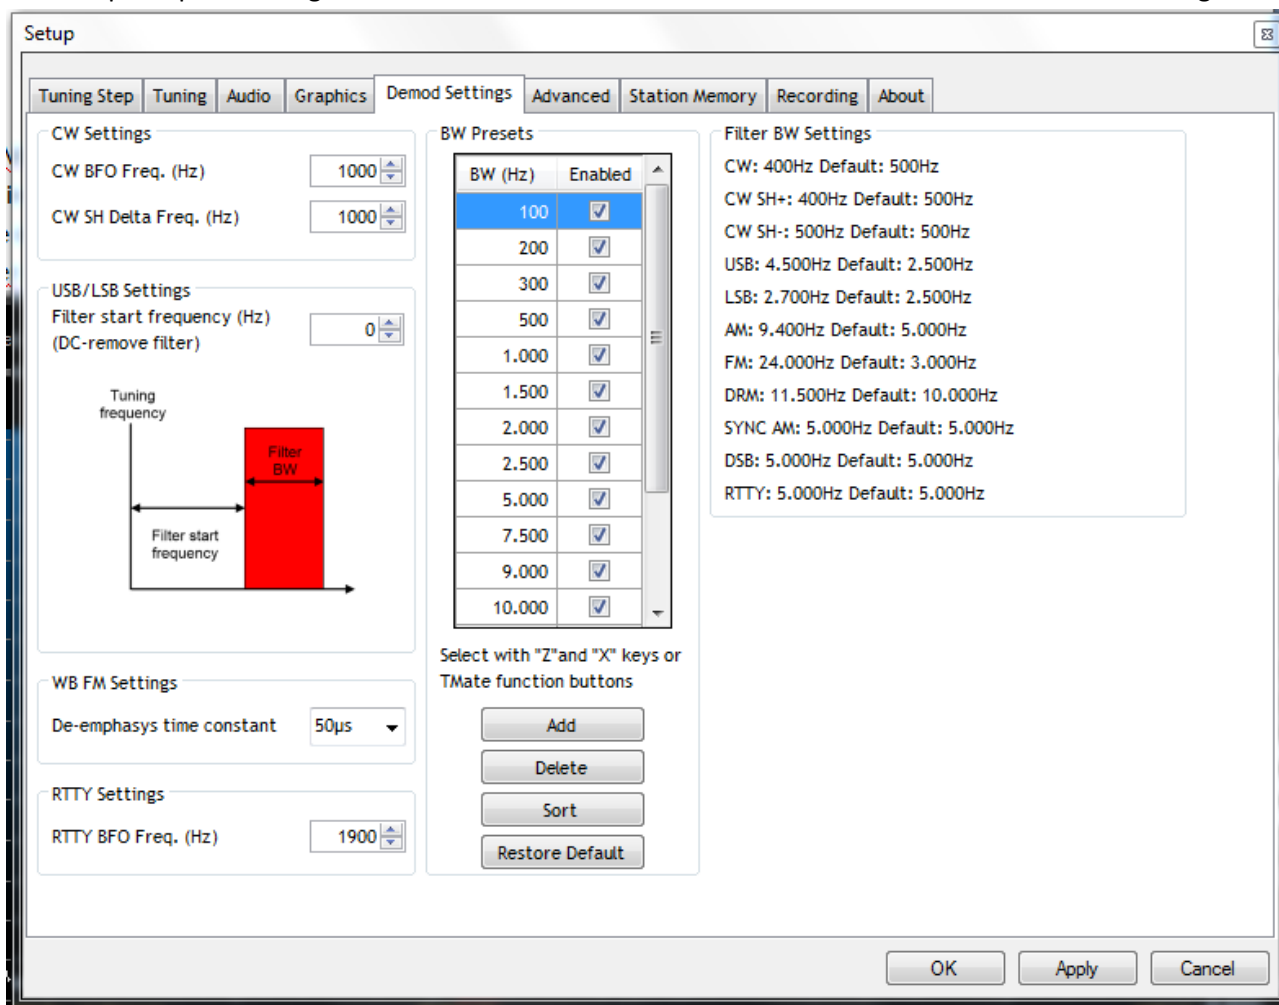 Setup
Tuning Step Tuning Audio Graphics Demod Settings Advanced Station Memory Recording About
CW Settings
CW BFO Freq. (Hz) 1000
CW SH Delta Freq. (Hz) 1000
USB/LSB Settings
Filter start frequency (Hz)
(DC-remove filter) 0
Tuning
frequency
Filter
BW
Filter start
frequency
WB FM Settings
De-emphasys time constant 50µs
RTTY Settings
RTTY BFO Freq. (Hz) 1900
BW Presets
BW (Hz) Enabled
100
200
300
500
1.000
1.500
2.000
2.500
5.000
7.500
9.000
10.000
Select with "Z"and "X" keys or
TMate function buttons
Add
Delete
Sort
Restore Default
Filter BW Settings
CW: 400Hz Default: 500Hz
CW SH+: 400Hz Default: 500Hz
CW SH-: 500Hz Default: 500Hz
USB: 4.500Hz Default: 2.500Hz
LSB: 2.700Hz Default: 2.500Hz
AM: 9.400Hz Default: 5.000Hz
FM: 24.000Hz Default: 3.000Hz
DRM: 11.500Hz Default: 10.000Hz
SYNC AM: 5.000Hz Default: 5.000Hz
DSB: 5.000Hz Default: 5.000Hz
RTTY: 5.000Hz Default: 5.000Hz
OK Apply Cancel